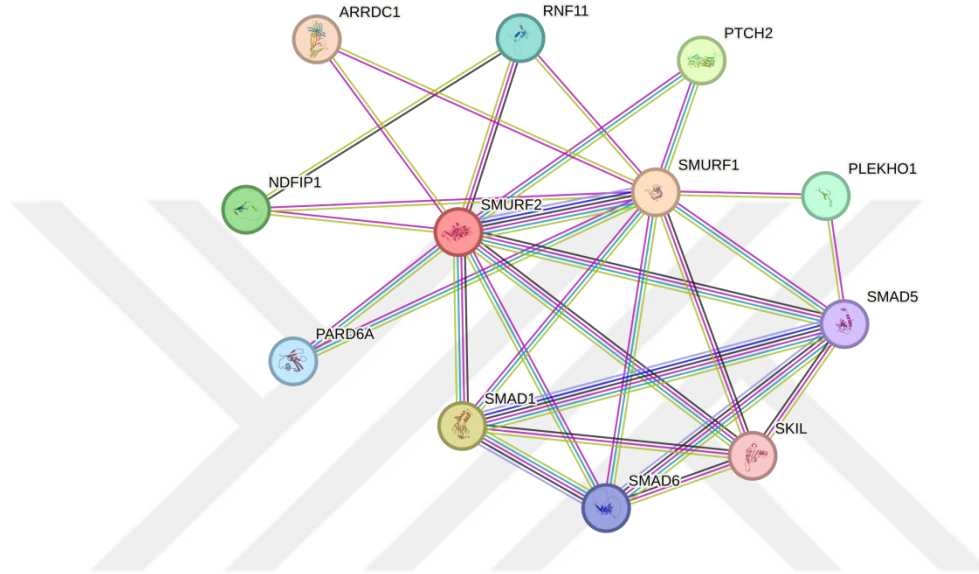 ARRDC1
RNF11
PTCH2
SMURF1
PLEKHO1
NDFIP1
SMURF2
SMAD5
PARD6A
SMAD1
SKIL
SMAD6